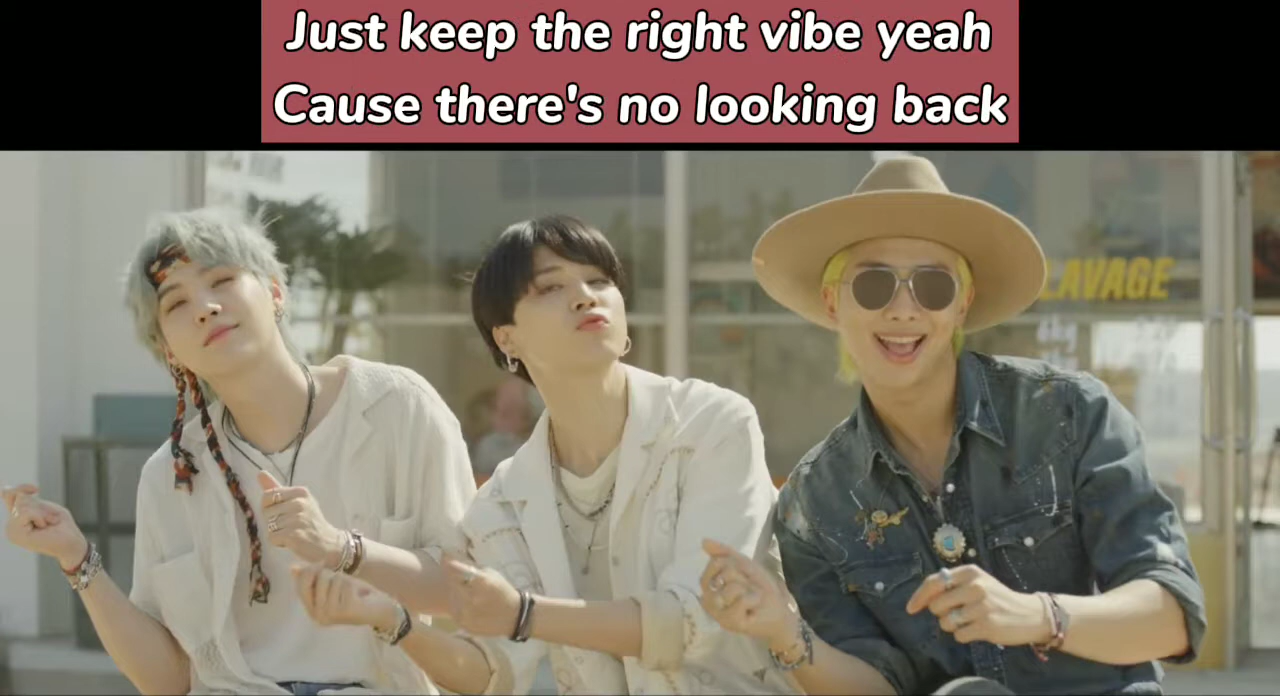 Just keep the right vibe yeah
Cause there's no looking back
LAVAGE